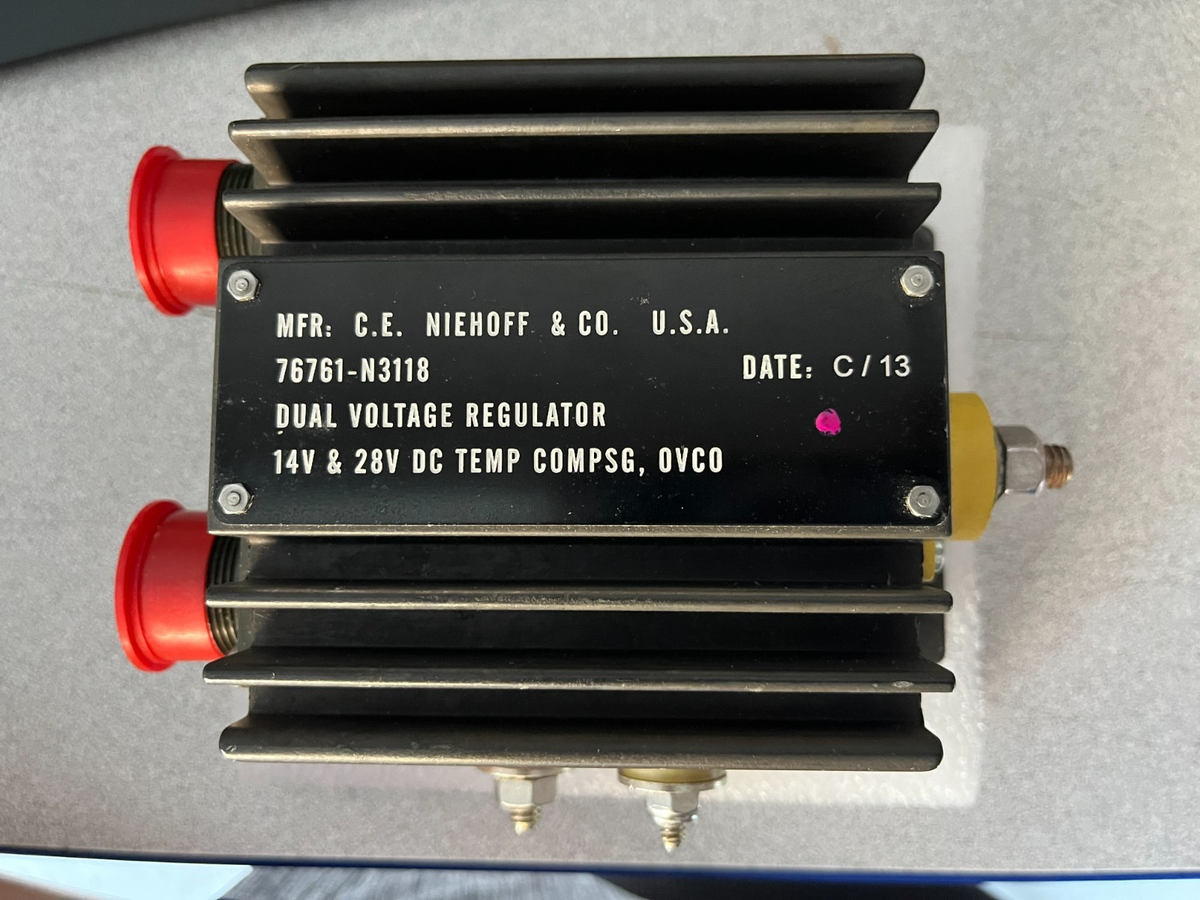 MFR: C.E. NIEHOFF & CO. U.S.A.
76761-N3118 DATE: C / 13
DUAL VOLTAGE REGULATOR
14V & 28V DC TEMP COMPSG, OVCO